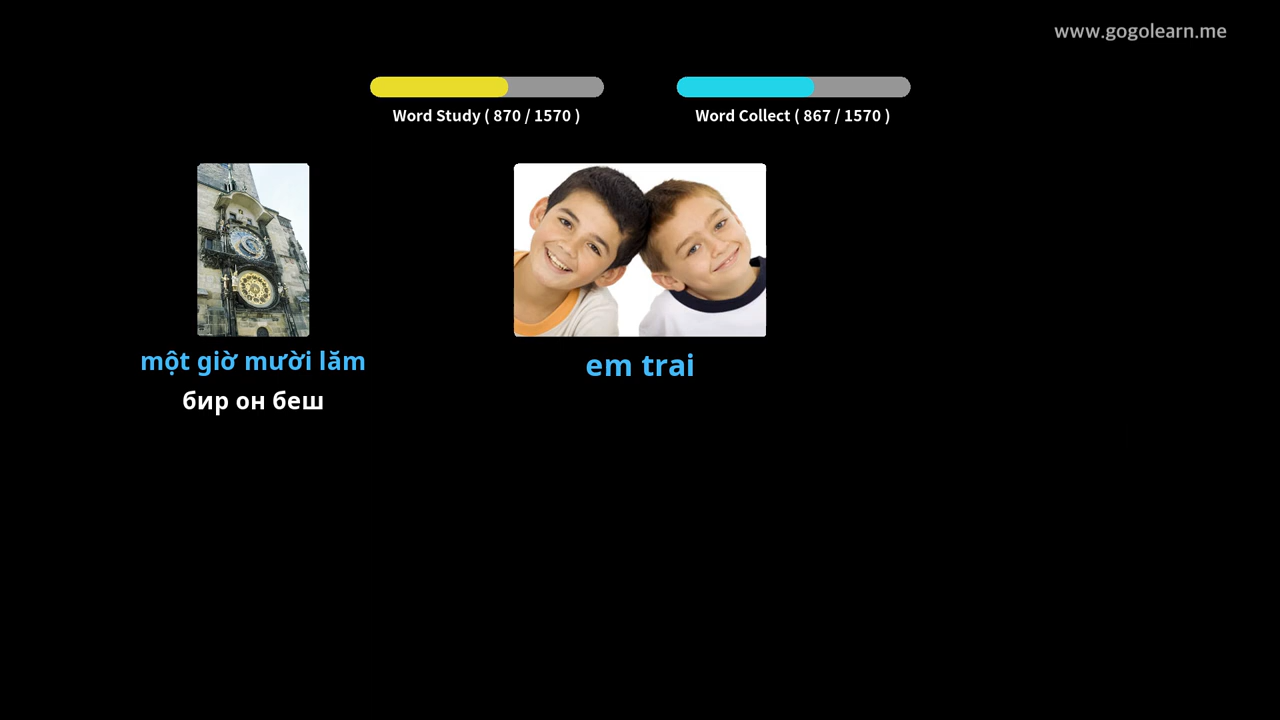 www.gogolearn.me
Word Study ( 870 / 1570 )
Word Collect ( 867 / 1570 )
một giờ mười lăm
бир он беш
em trai